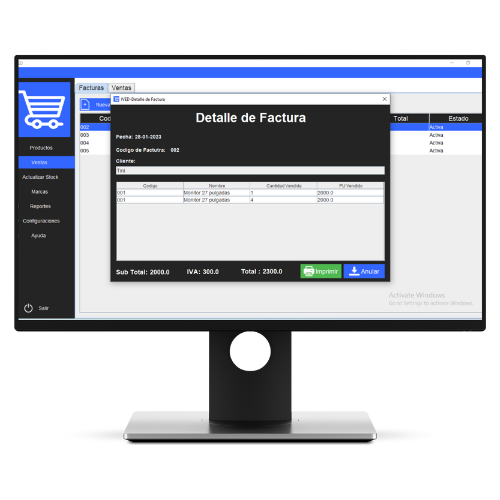 Facturas Ventas
Nueva
IYED-Detalle de Factura
Detalle de Factura
Fecha: 28-01-2023
Codigo de Factutra: 002
Cliente:
Codigo Nombre Cantidad Vendida PU Vendido
001 Monitor 27 pulgadas 1 2000.0
001 Monitor 27 pulgadas 4 2000.0
Sub Total: 2000.0 IVA: 300.0 Total : 2300.0 Imprimir Anular
Cod Total Estado
002 Activa
003 Activa
004 Activa
005 Activa
Productos
Ventas
Actualizar Stock
Marcas
Reportes
Configuraciones
Ayuda
Salir
Activate Windows
Go to Settings to activate Windows.